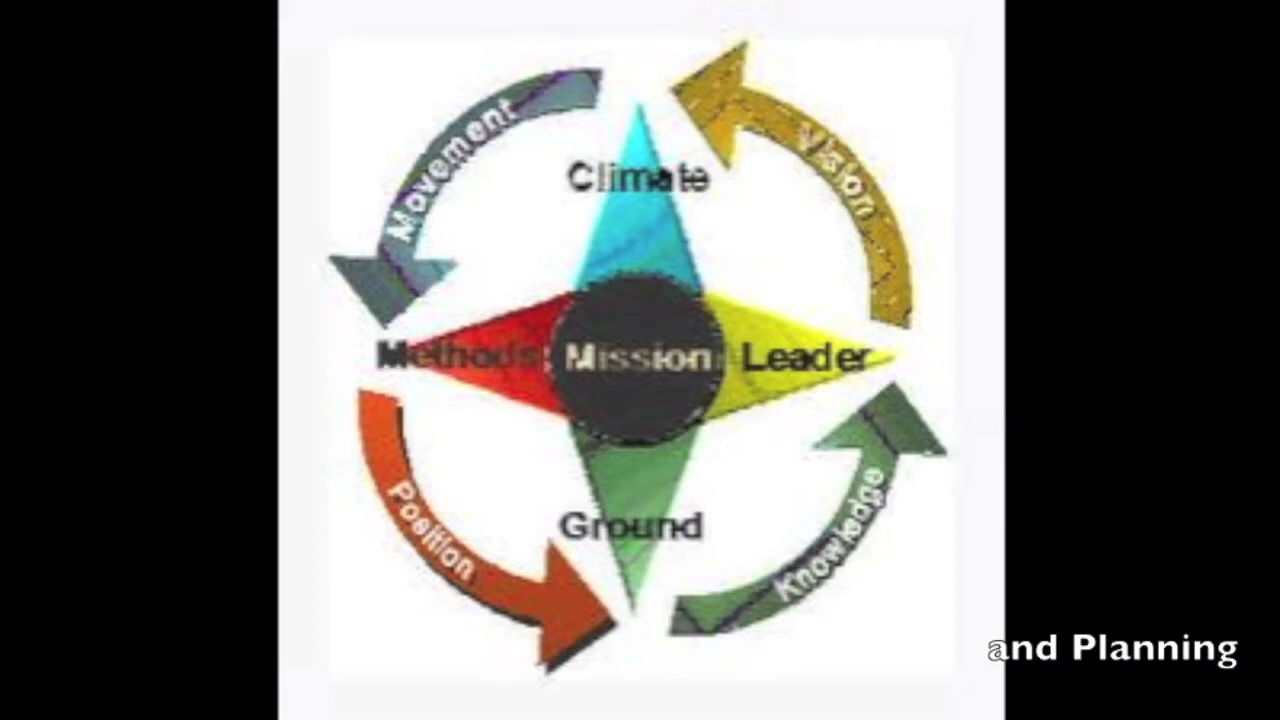 Movement
Vision
Climate
Methods
Mission
Leader
Position
Ground
Knowledge
and Planning